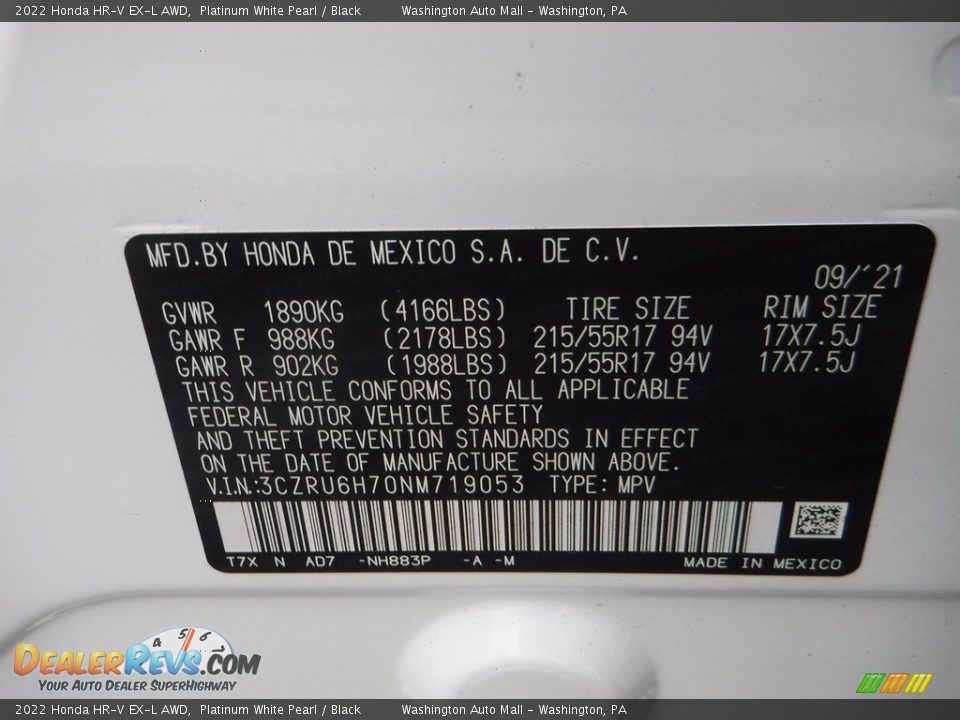 2022 Honda HR-V EX-L AWD, Platinum White Pearl / Black Washington Auto Mall - Washington, PA
MFD.BY HONDA DE MEXICO S.A. DE C.V.
09/'21
GVWR 1890KG (4166LBS) TIRE SIZE RIM SIZE
GAWR F 988KG (2178LBS) 215/55R17 94V 17X7.5J
GAWR R 902KG (1988LBS) 215/55R17 94V 17X7.5J
THIS VEHICLE CONFORMS TO ALL APPLICABLE
FEDERAL MOTOR VEHICLE SAFETY
AND THEFT PREVENTION STANDARDS IN EFFECT
ON THE DATE OF MANUFACTURE SHOWN ABOVE.
V.I.N.:3CZRU6H70NM719053 TYPE: MPV
T7X N AD7 -NH883P -A -M MADE IN MEXICO
4 5 6
DEALERREVS.COM
YOUR AUTO DEALER SUPERHIGHWAY
2022 Honda HR-V EX-L AWD, Platinum White Pearl / Black Washington Auto Mall - Washington, PA